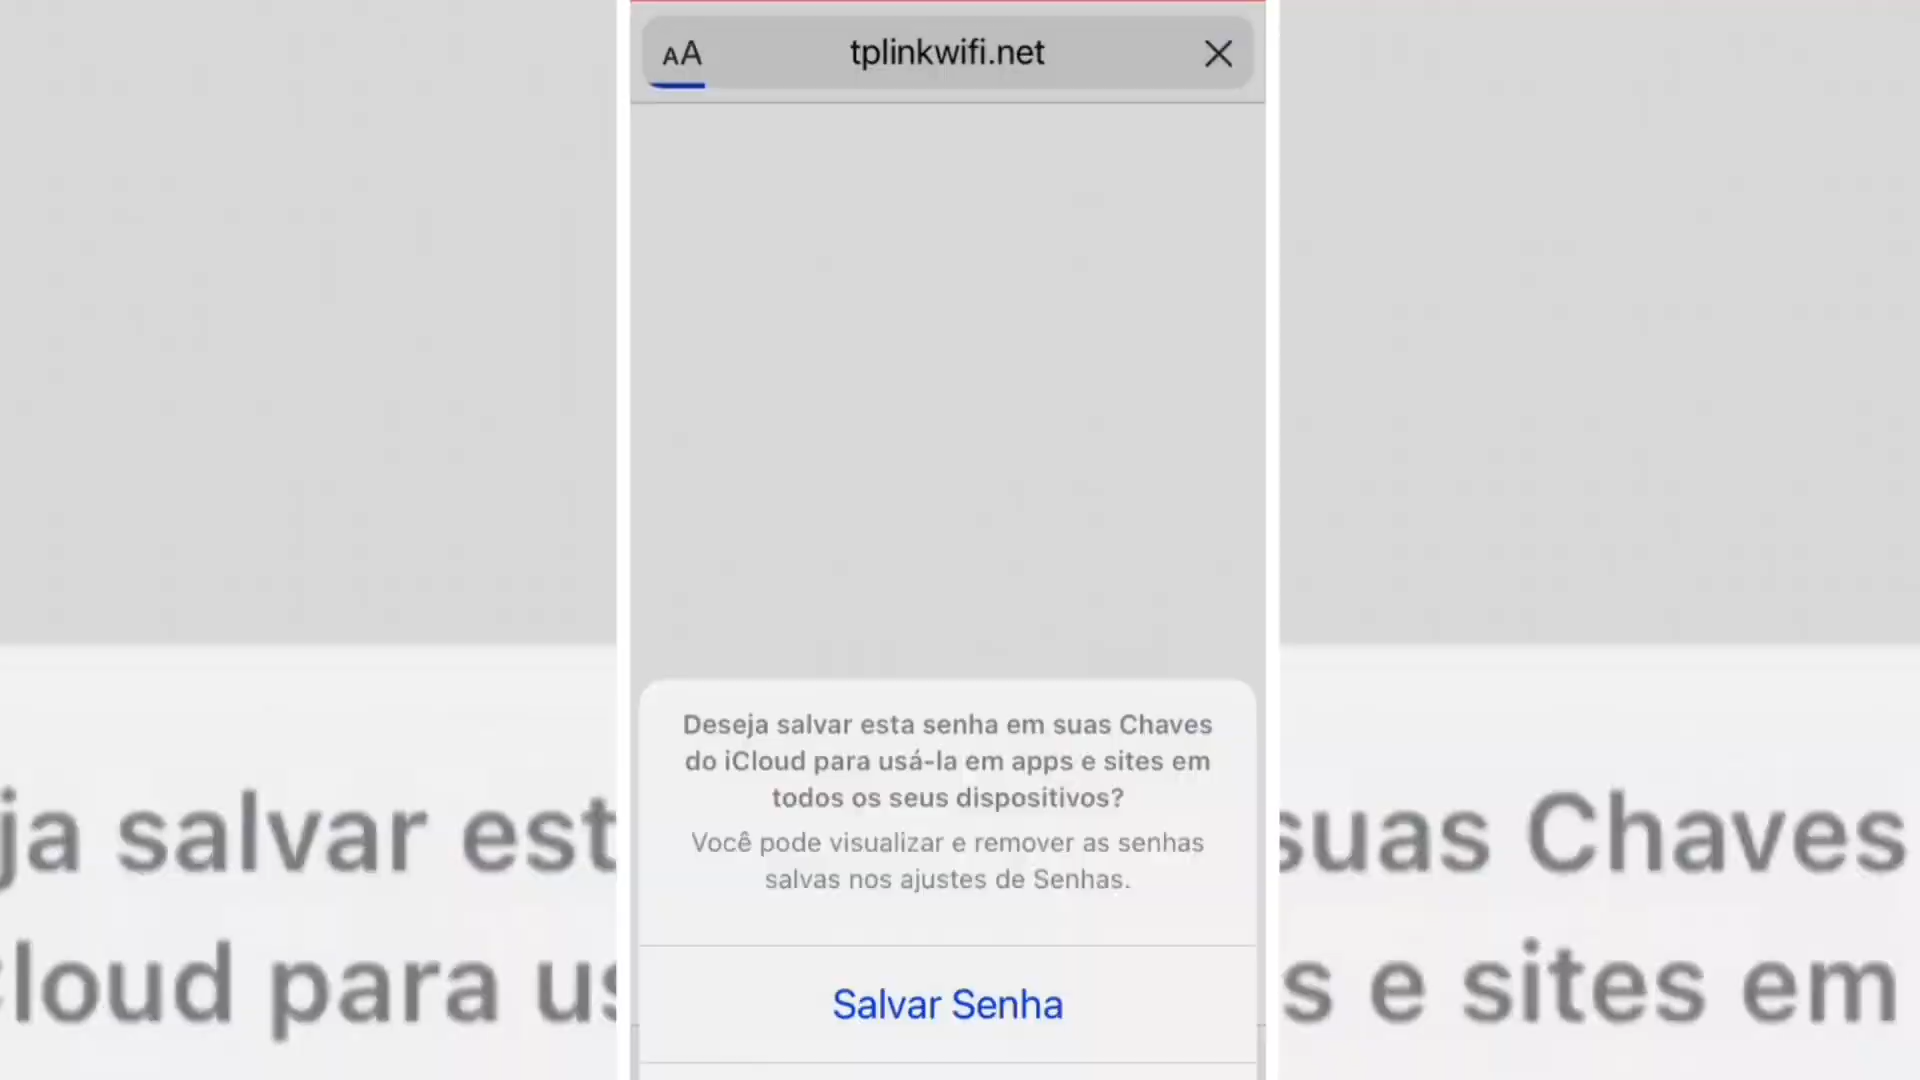 AA tplinkwifi.net
Deseja salvar esta senha em suas Chaves
do iCloud para usá-la em apps e sites em
todos os seus dispositivos?
Você pode visualizar e remover as senhas
salvas nos ajustes de Senhas.
Salvar Senha
ja salvar est
suas Chaves
Cloud para us
s e sites em